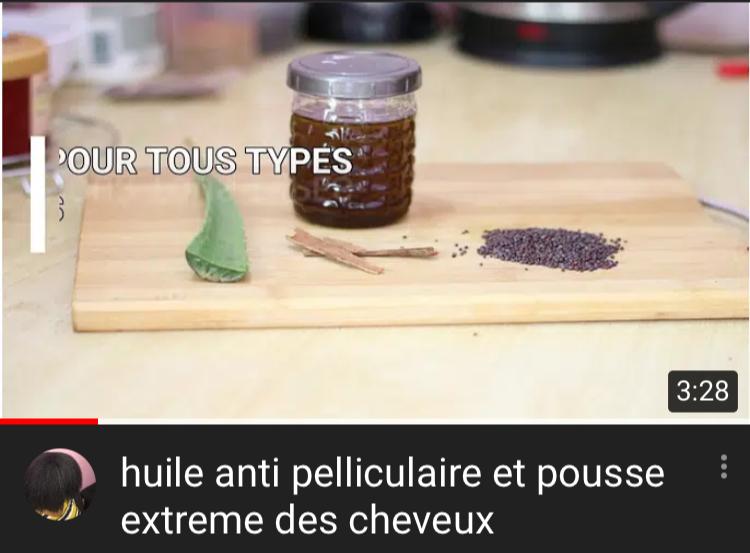 POUR TOUS TYPES
3:28
huile anti pelliculaire et pousse
extreme des cheveux